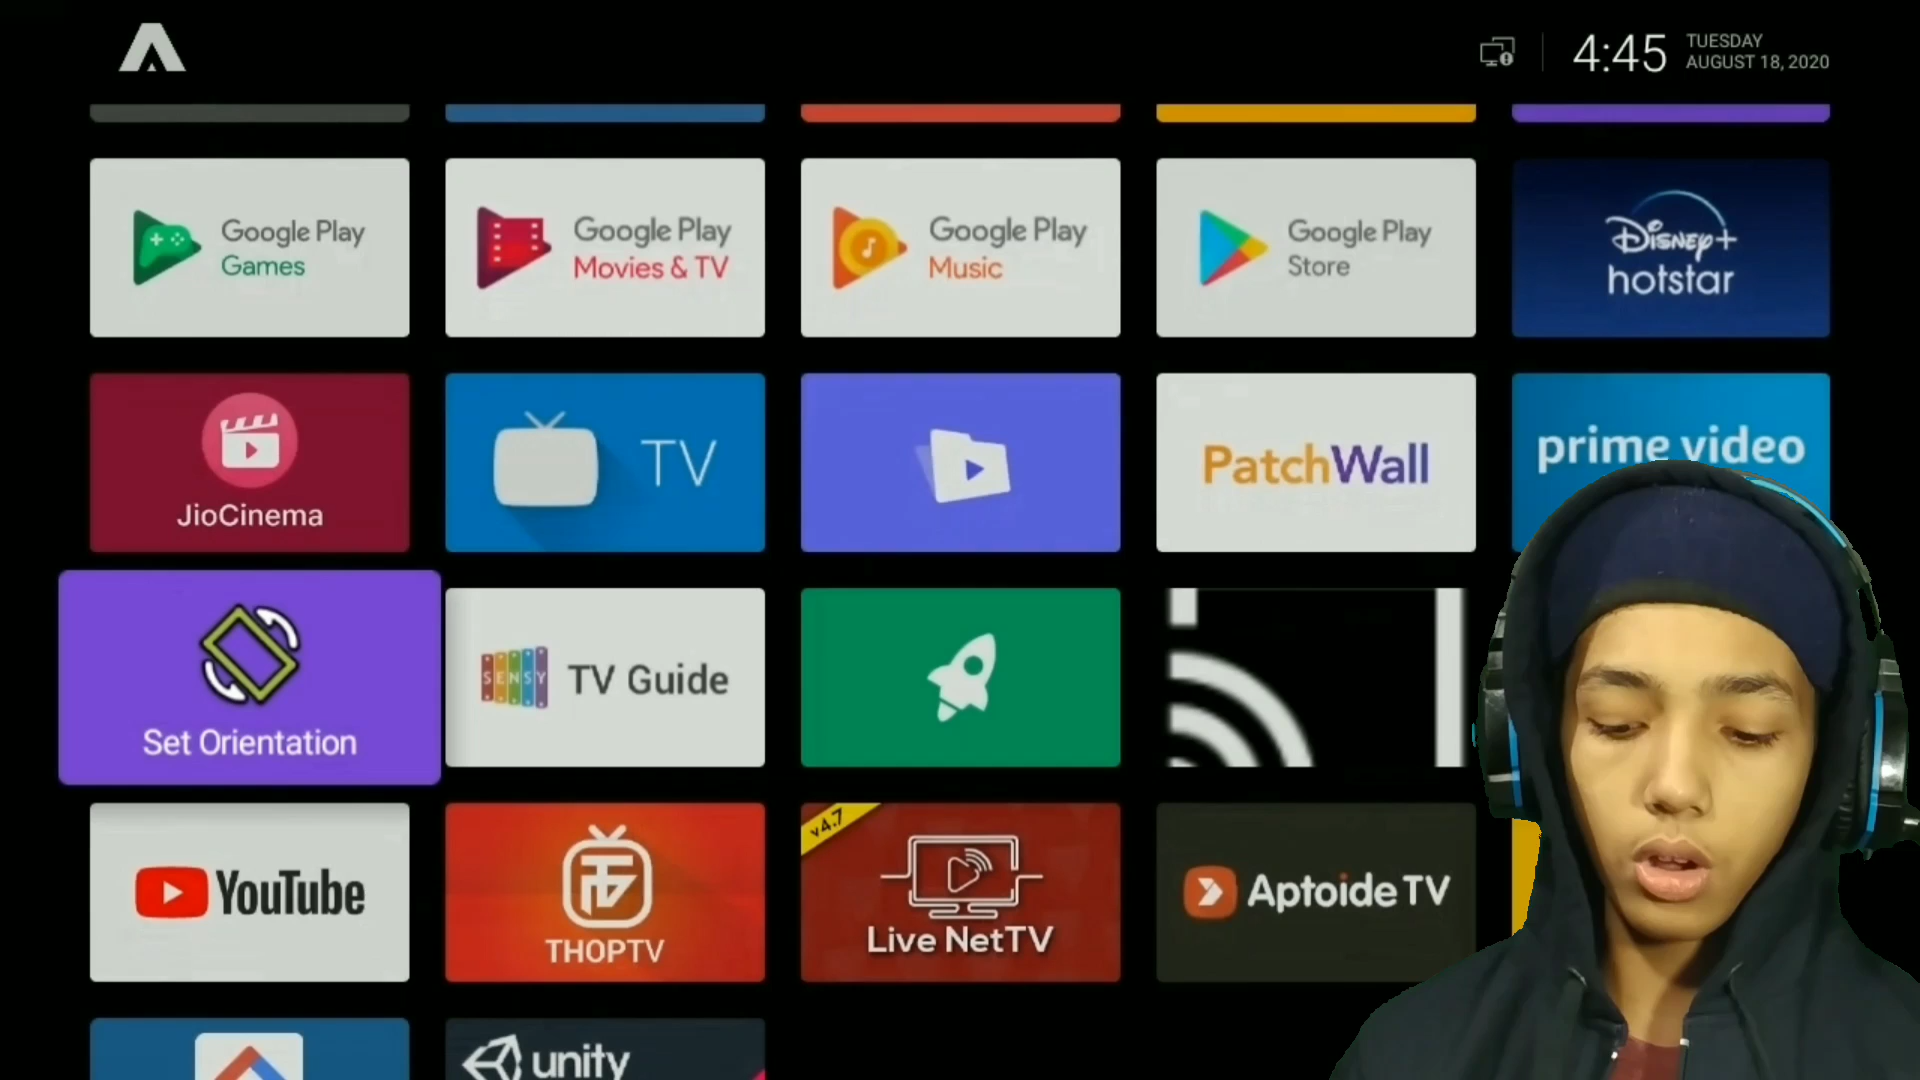 4:45
TUESDAY
AUGUST 18, 2020
Google Play
Games
Google Play
Movies & TV
Google Play
Music
Google Play
Store
Disney+
hotstar
JioCinema
TV
PatchWall
prime video
Set Orientation
SENSY
TV Guide
YouTube
THOPTV
v4.7
Live NetTV
Aptoide TV
unity